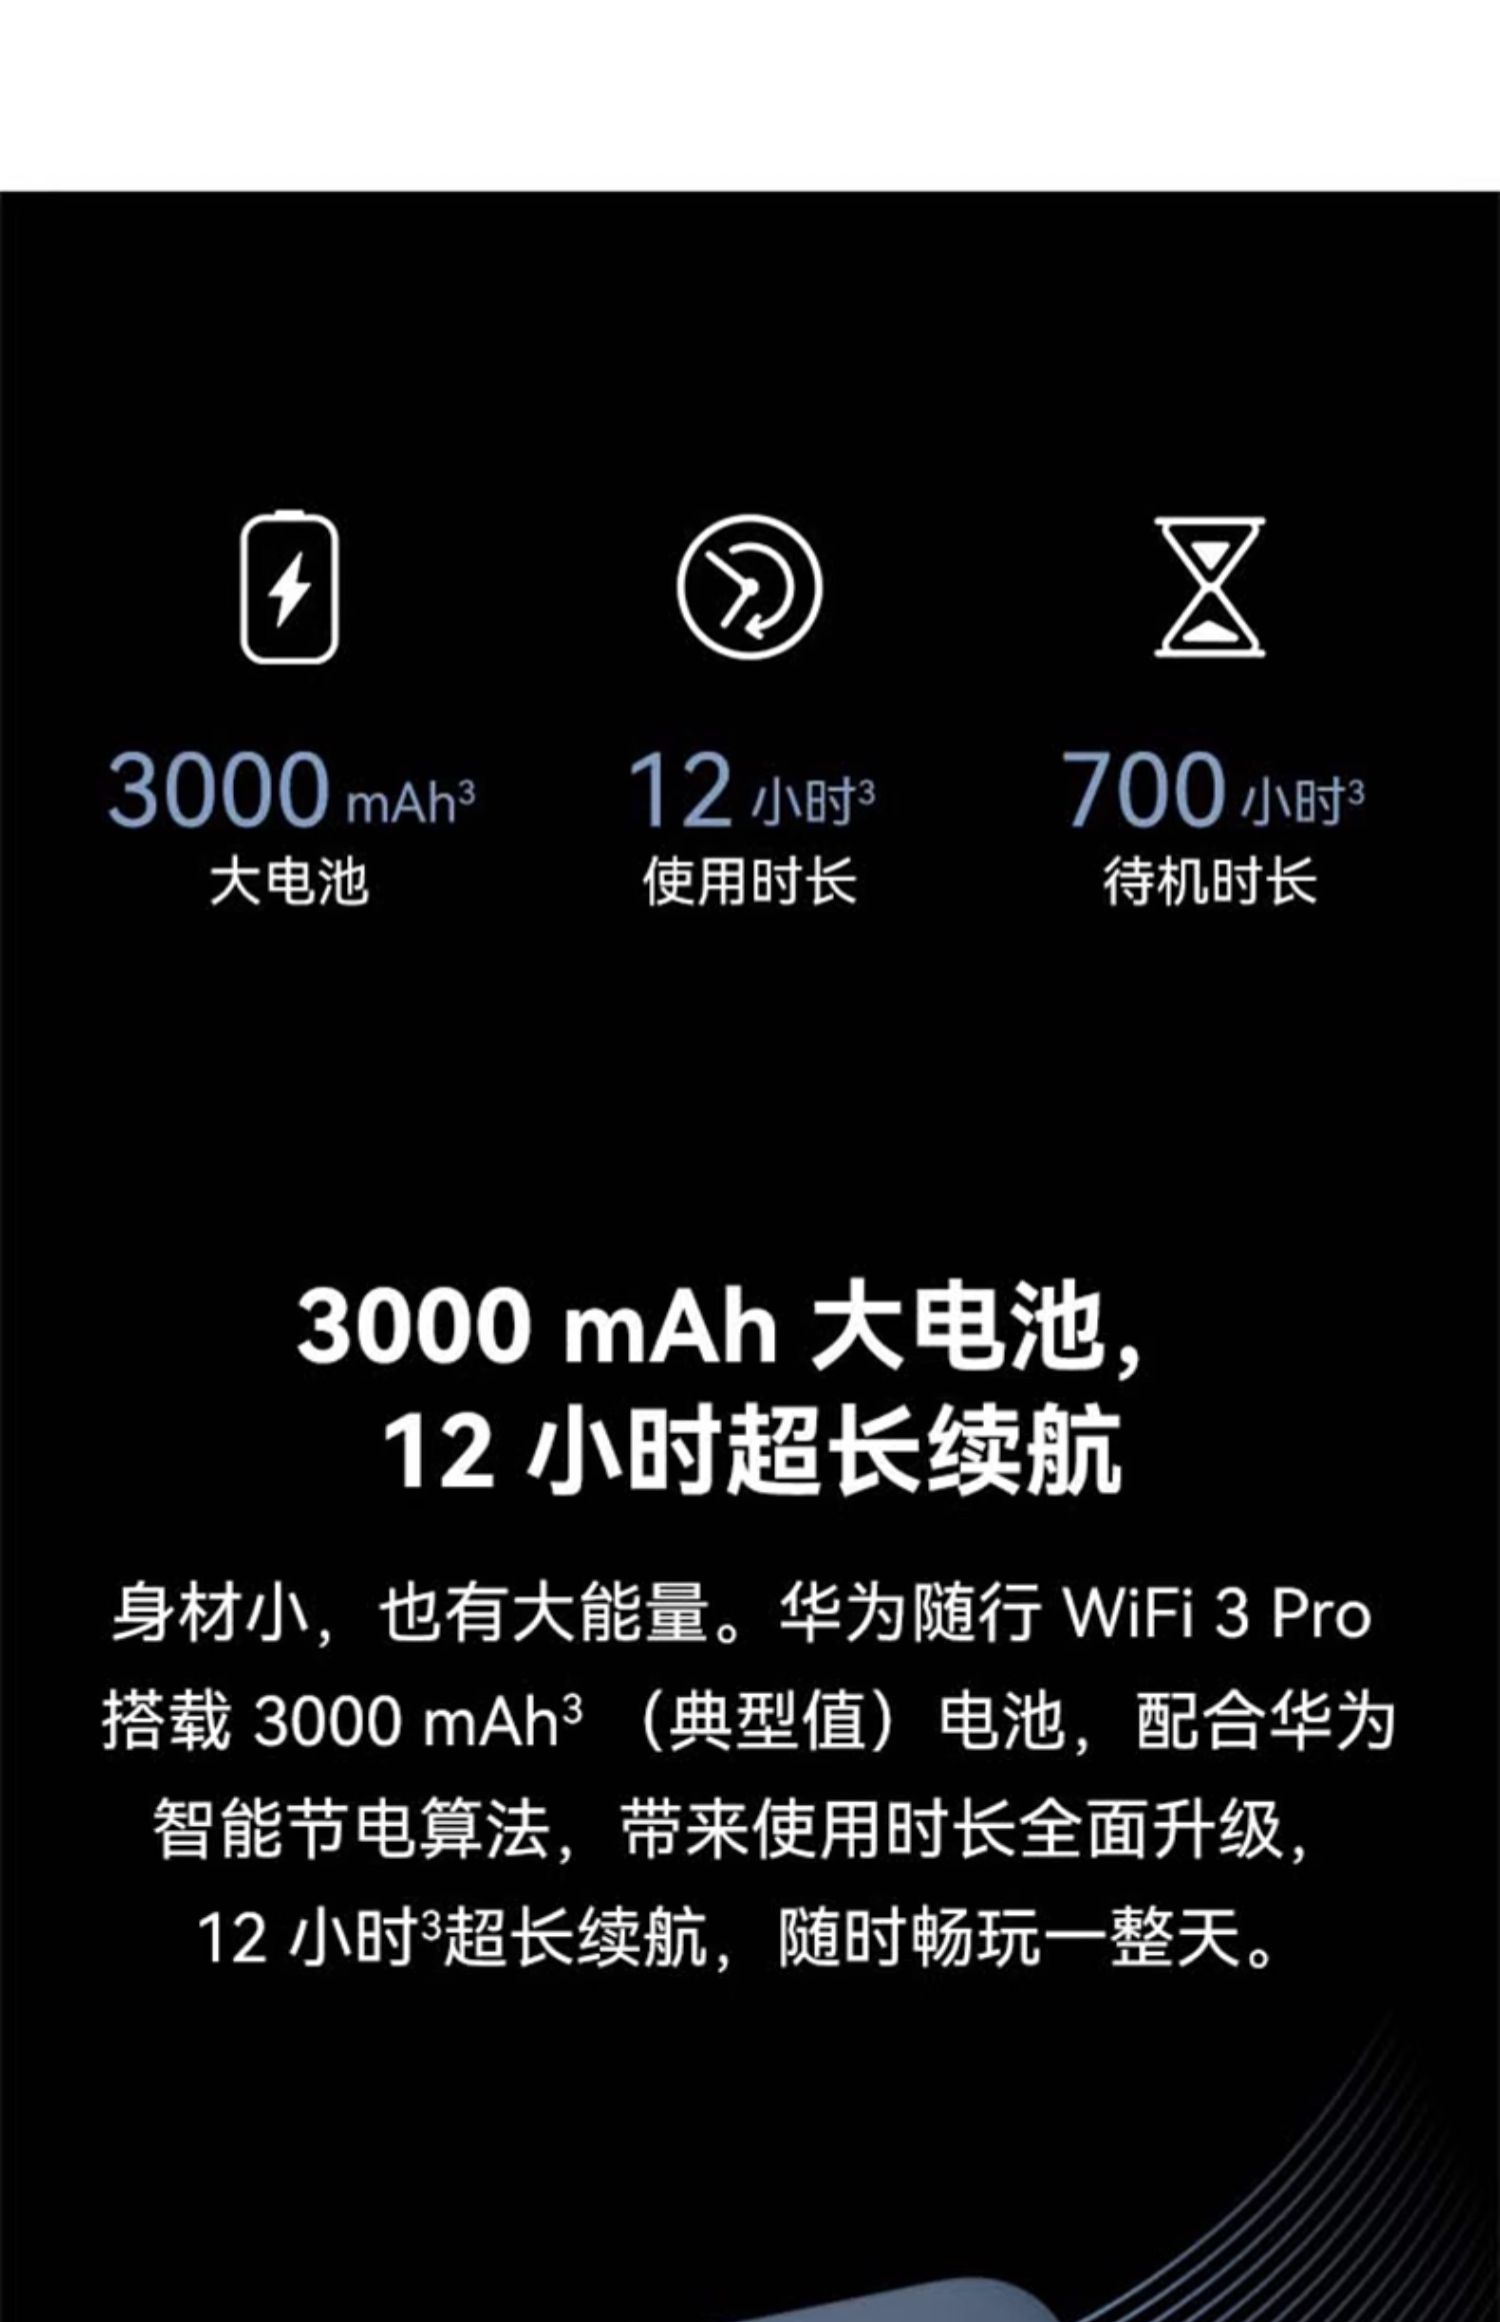 3000 mAh³ 12 小时³ 700 小时³
大电池 使用时长 待机时长
3000 mAh 大电池，
12 小时超长续航
身材小，也有大能量。华为随行 WiFi 3 Pro
搭载 3000 mAh³ （典型值）电池，配合华为
智能节电算法，带来使用时长全面升级，
12 小时³超长续航，随时畅玩一整天。